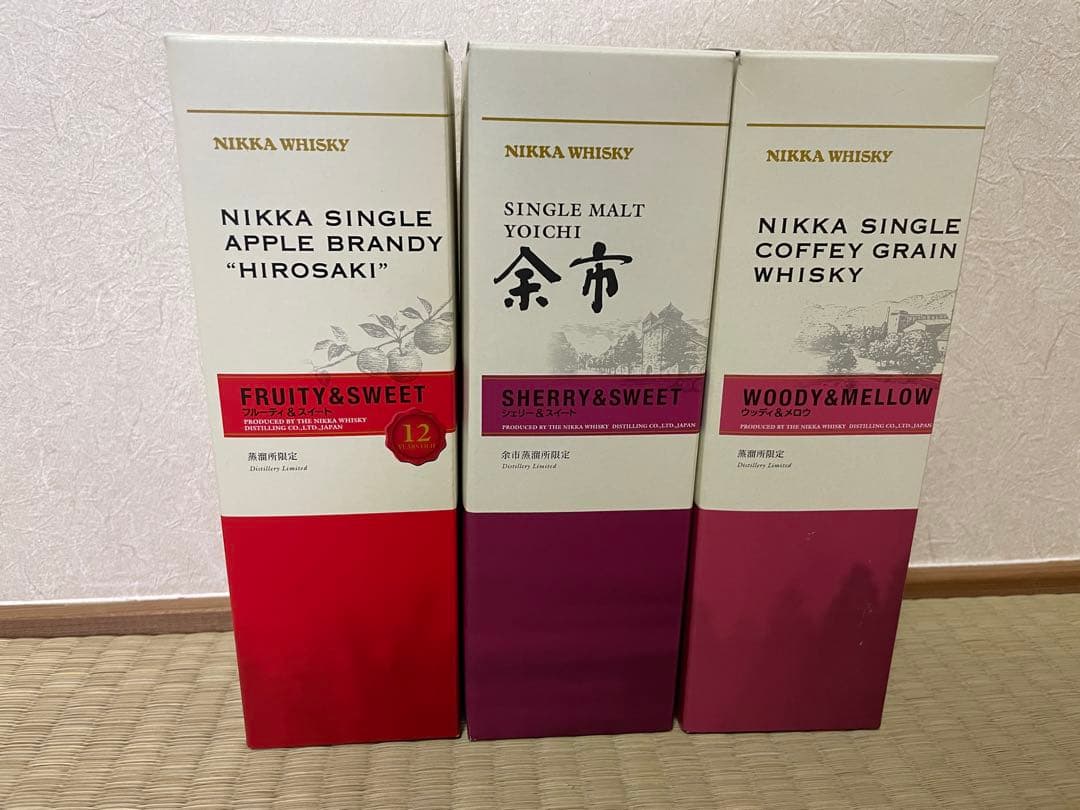 NIKKA WHISKY
NIKKA SINGLE
APPLE BRANDY
“HIROSAKI”
FRUITY&SWEET
フルーティ&スイート
PRODUCED BY THE NIKKA WHISKY
DISTILLING CO.,LTD.,JAPAN
12
YEARS OLD
蒸溜所限定
Distillery Limited
NIKKA WHISKY
SINGLE MALT
YOICHI
余市
SHERRY&SWEET
シェリー&スイート
PRODUCED BY THE NIKKA WHISKY DISTILLING CO.,LTD.,JAPAN
余市蒸溜所限定
Distillery Limited
NIKKA WHISKY
NIKKA SINGLE
COFFEY GRAIN
WHISKY
WOODY&MELLOW
ウッディ&メロウ
PRODUCED BY THE NIKKA WHISKY DISTILLING CO.,LTD.,JAPAN
蒸溜所限定
Distillery Limited